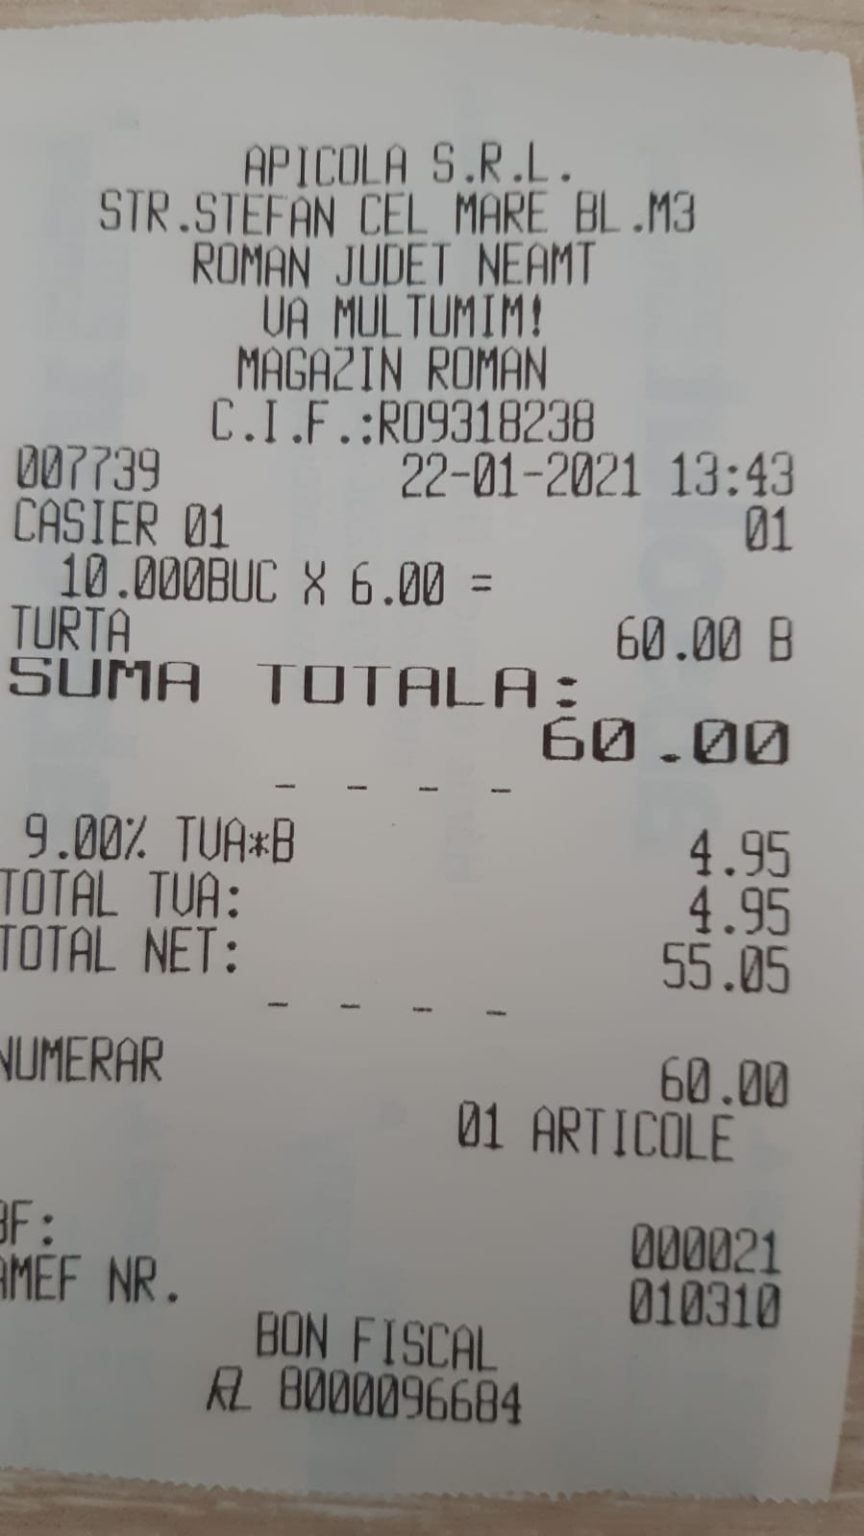 APICOLA S.R.L.
STR.STEFAN CEL MARE BL.M3
ROMAN JUDET NEAMT
VA MULTUMIM!
MAGAZIN ROMAN
C.I.F.:RO9318238
007739 22-01-2021 13:43
CASIER 01 01
10.000BUC X 6.00 =
TURTA 60.00 B
SUMA TOTALA:
60.00
- - - -
9.00% TVA*B 4.95
TOTAL TVA: 4.95
TOTAL NET: 55.05
- - - -
NUMERAR 60.00
01 ARTICOLE
BF: 000021
AMEF NR. 010310
BON FISCAL
8000096684